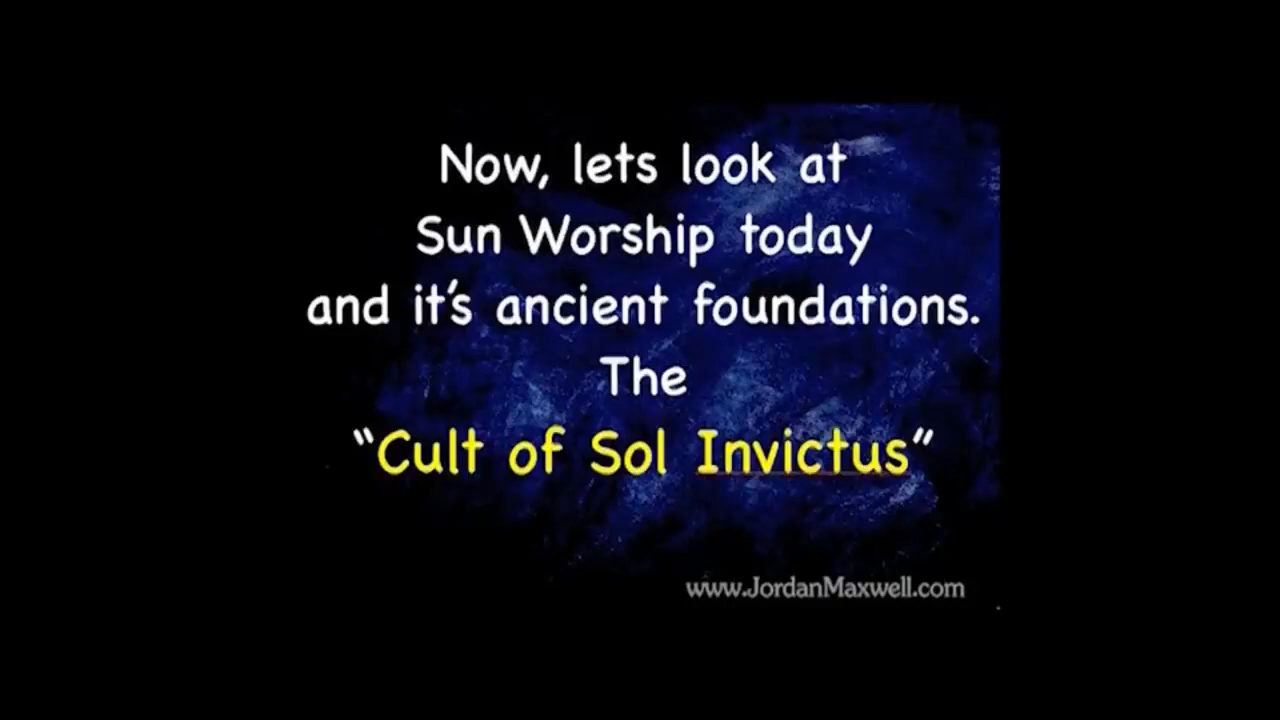 Now, lets look at
Sun Worship today
and it's ancient foundations.
The
“Cult of Sol Invictus”
www.JordanMaxwell.com